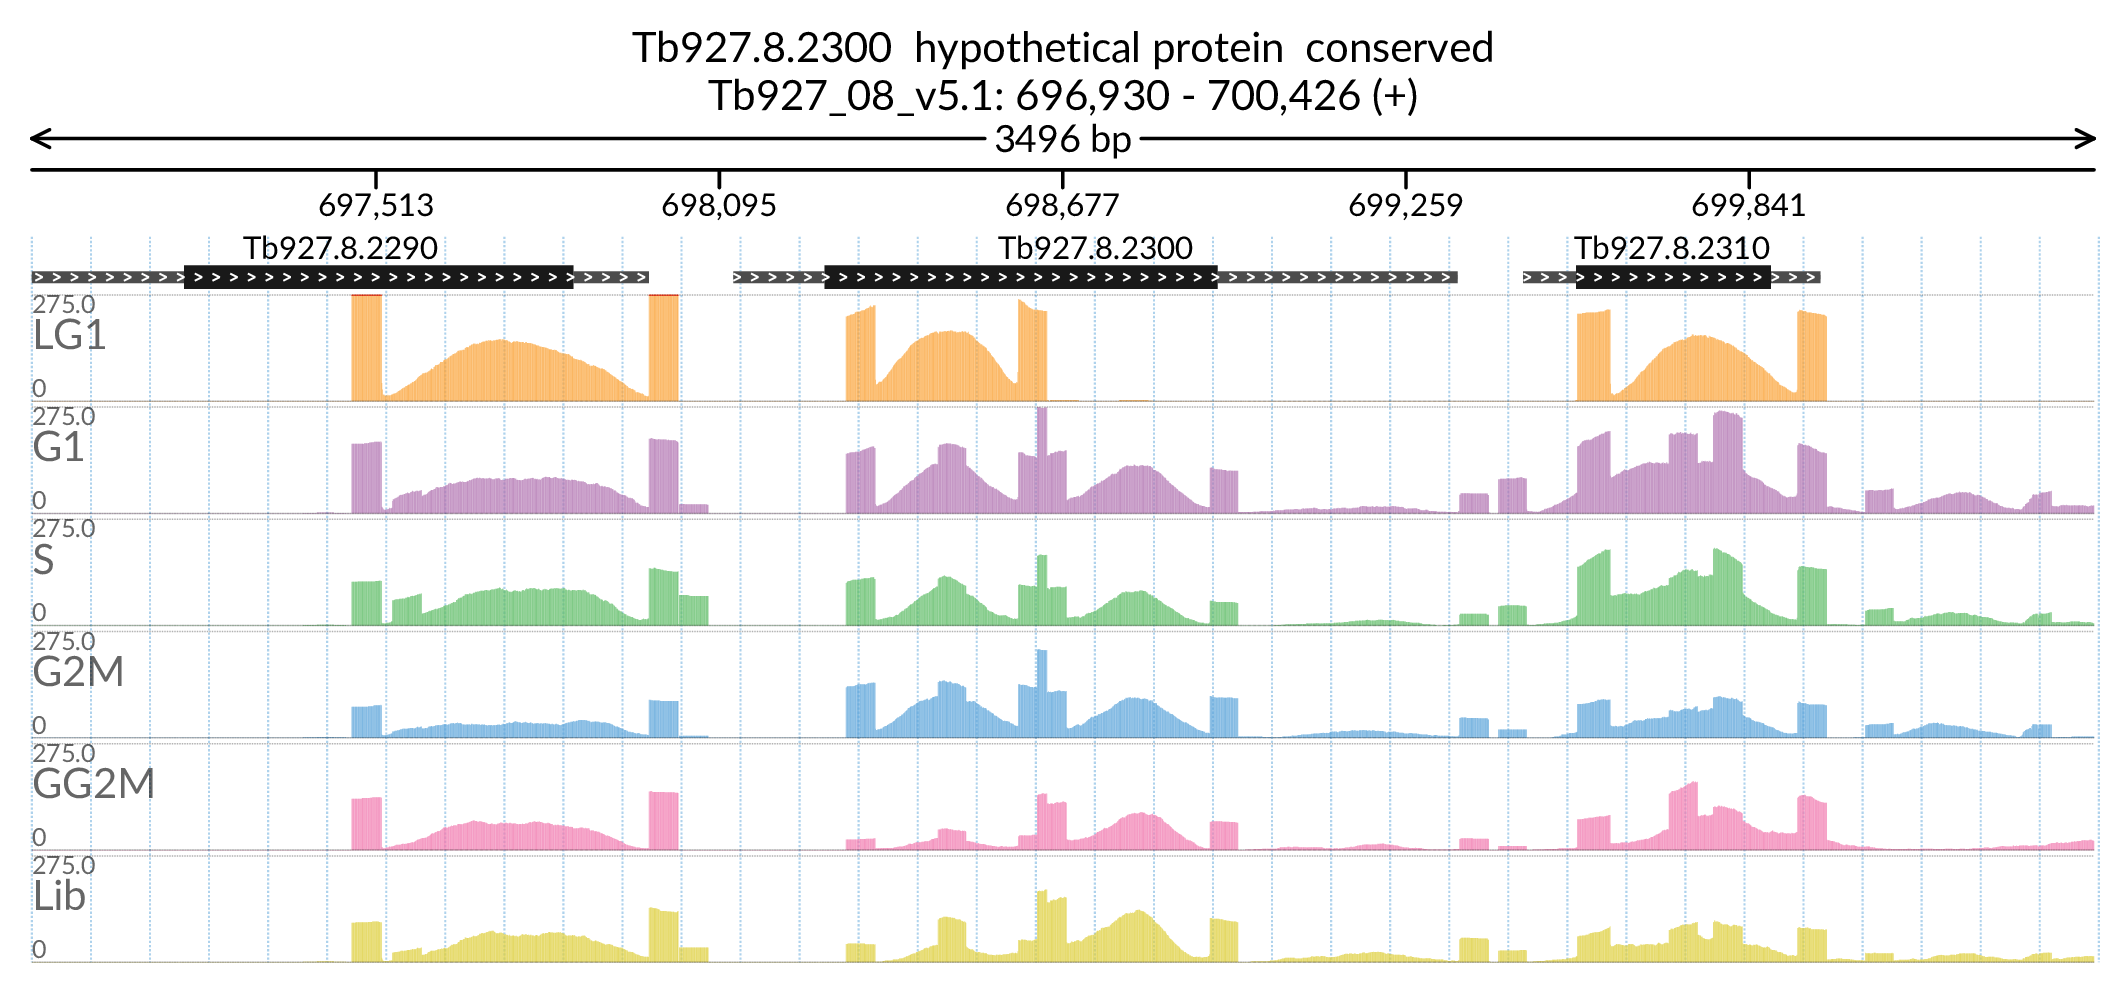 Tb927.8.2300 hypothetical protein conserved
Tb927_08_v5.1: 696,930 - 700,426 (+)
3496 bp
697,513 698,095 698,677 699,259 699,841
Tb927.8.2290 Tb927.8.2300 Tb927.8.2310
275.0
LG1
0
275.0
G1
0
275.0
S
0
275.0
G2M
0
275.0
GG2M
0
275.0
Lib
0